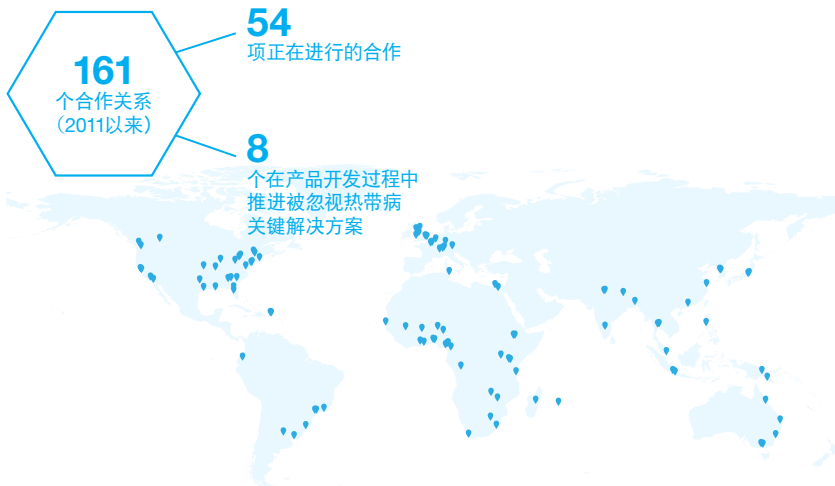 161
个合作关系
（2011以来）
54
项正在进行的合作
8
个在产品开发过程中
推进被忽视热带病
关键解决方案